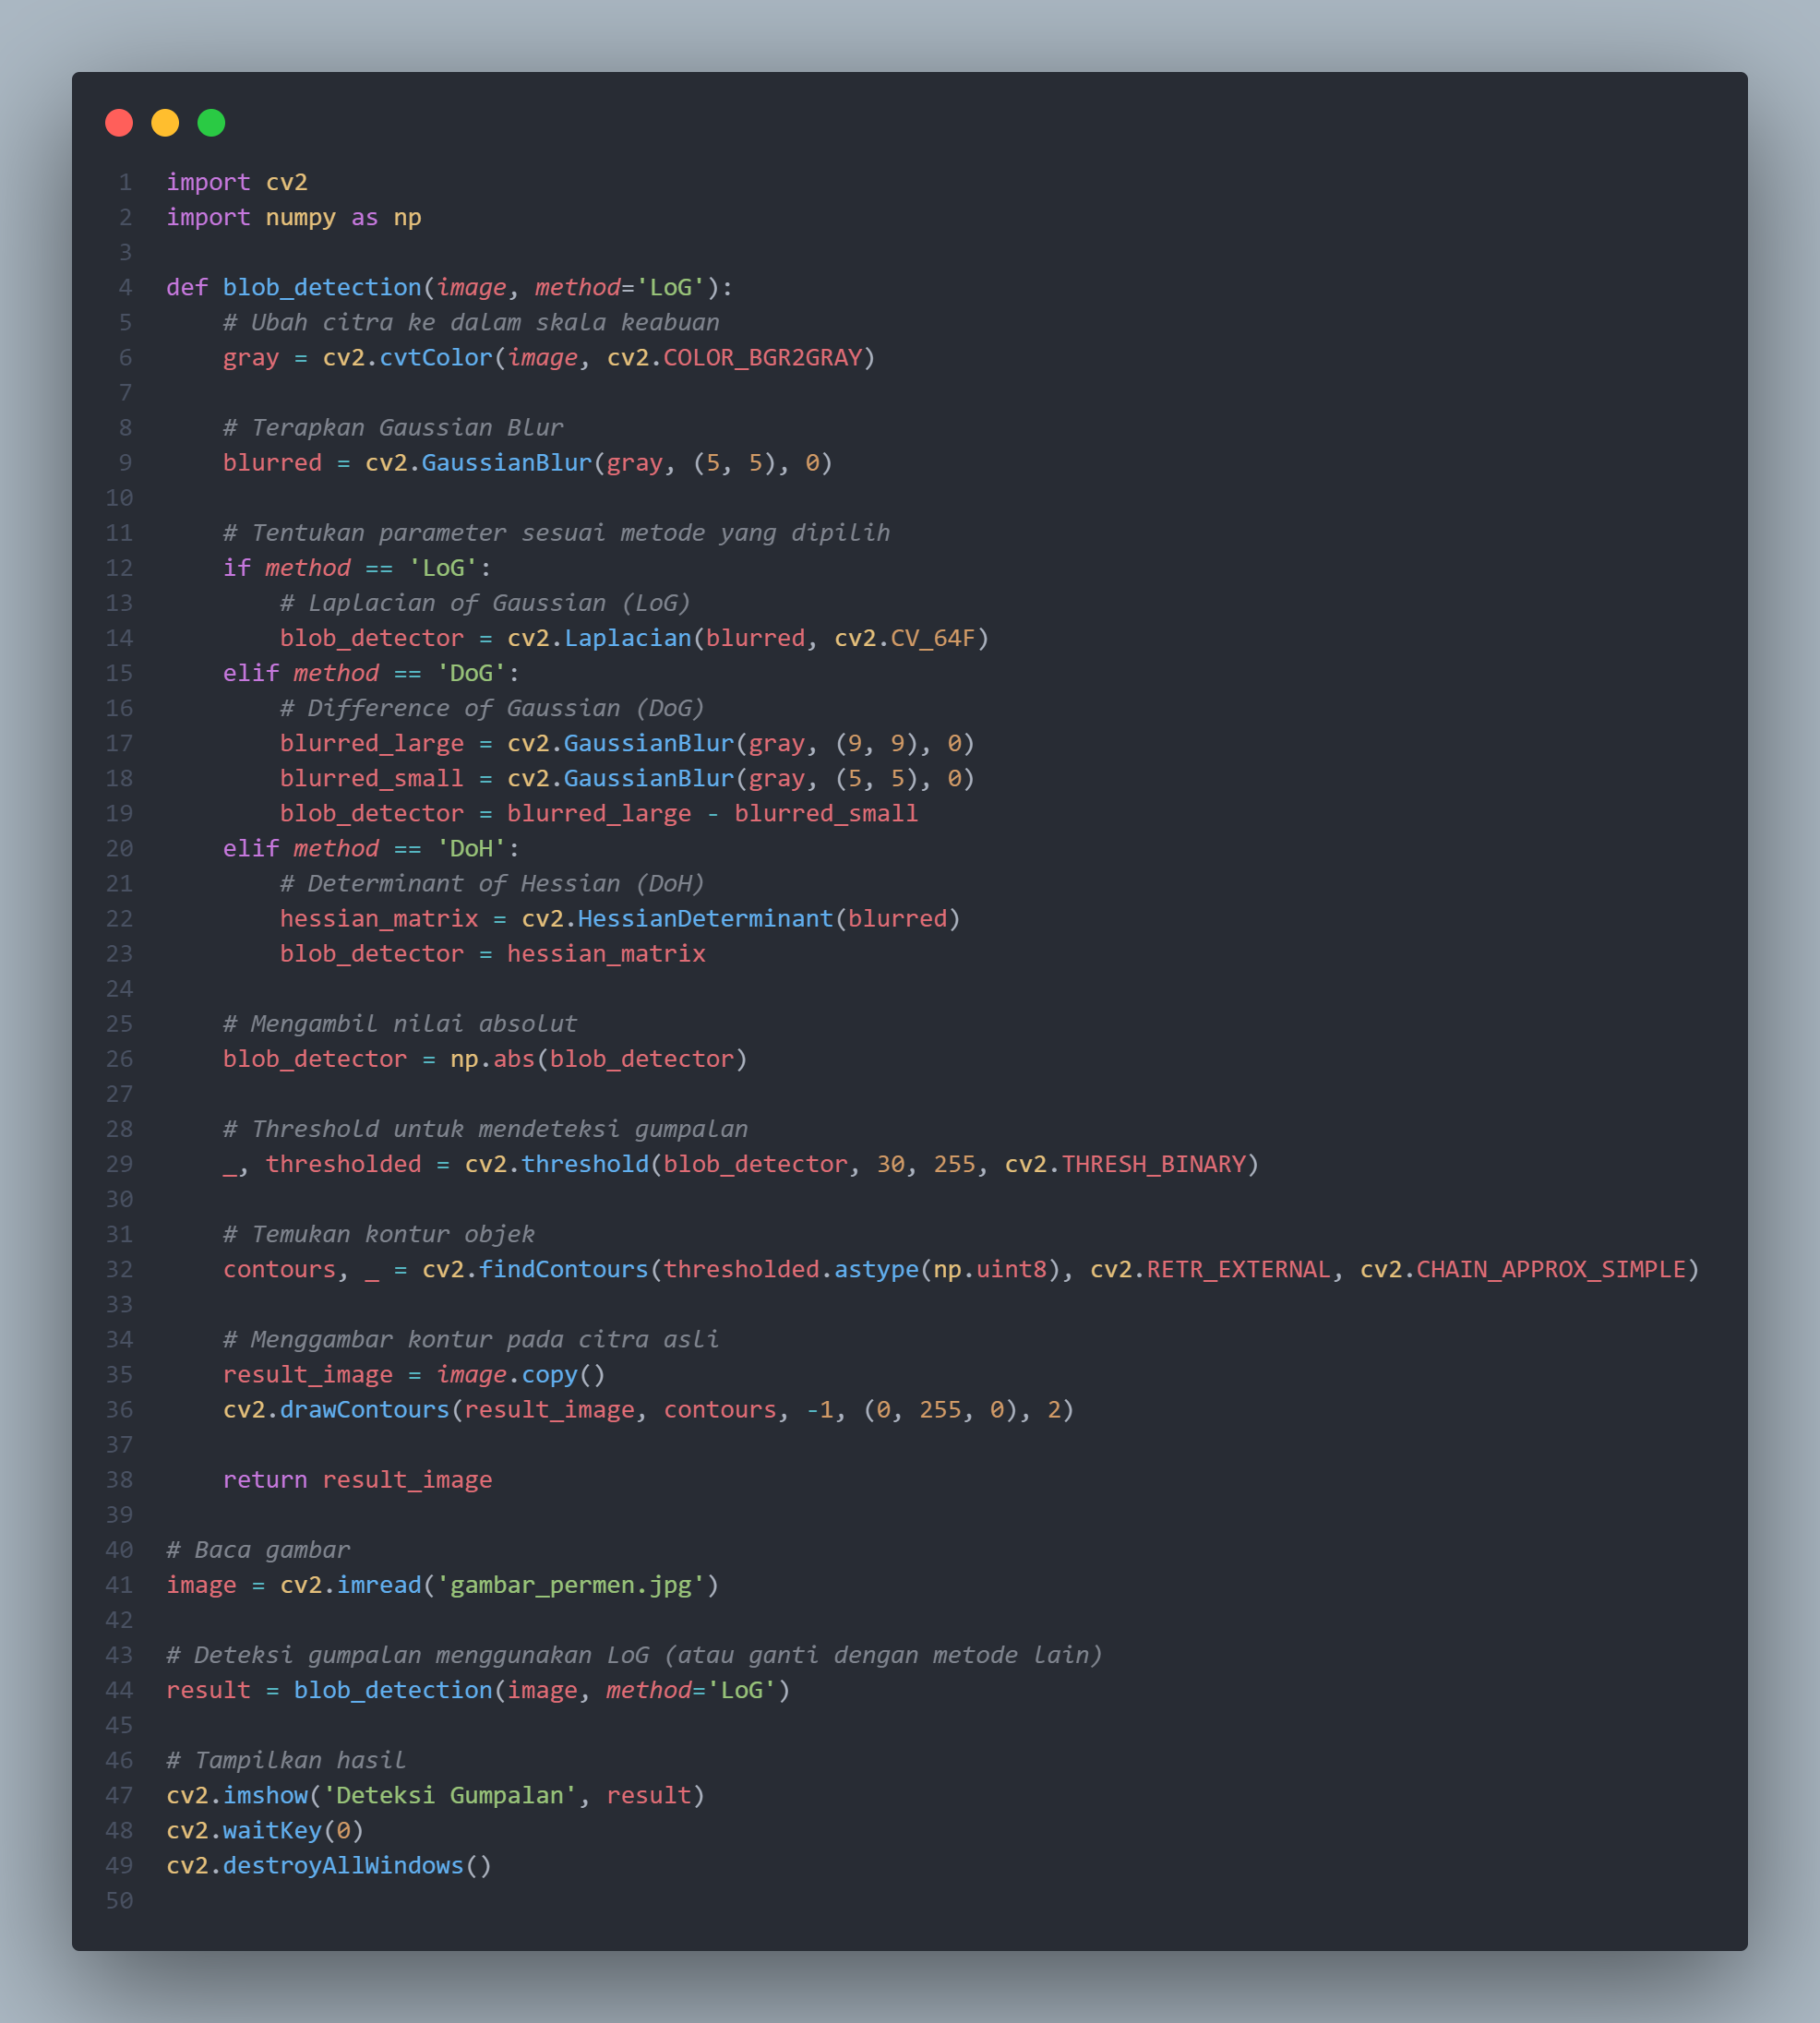 1 import cv2
2 import numpy as np
3
4 def blob_detection(image, method='LoG'):
5     # Ubah citra ke dalam skala keabuan
6     gray = cv2.cvtColor(image, cv2.COLOR_BGR2GRAY)
7
8     # Terapkan Gaussian Blur
9     blurred = cv2.GaussianBlur(gray, (5, 5), 0)
10
11     # Tentukan parameter sesuai metode yang dipilih
12     if method == 'LoG':
13         # Laplacian of Gaussian (LoG)
14         blob_detector = cv2.Laplacian(blurred, cv2.CV_64F)
15     elif method == 'DoG':
16         # Difference of Gaussian (DoG)
17         blurred_large = cv2.GaussianBlur(gray, (9, 9), 0)
18         blurred_small = cv2.GaussianBlur(gray, (5, 5), 0)
19         blob_detector = blurred_large - blurred_small
20     elif method == 'DoH':
21         # Determinant of Hessian (DoH)
22         hessian_matrix = cv2.HessianDeterminant(blurred)
23         blob_detector = hessian_matrix
24
25     # Mengambil nilai absolut
26     blob_detector = np.abs(blob_detector)
27
28     # Threshold untuk mendeteksi gumpalan
29     _, thresholded = cv2.threshold(blob_detector, 30, 255, cv2.THRESH_BINARY)
30
31     # Temukan kontur objek
32     contours, _ = cv2.findContours(thresholded.astype(np.uint8), cv2.RETR_EXTERNAL, cv2.CHAIN_APPROX_SIMPLE)
33
34     # Menggambar kontur pada citra asli
35     result_image = image.copy()
36     cv2.drawContours(result_image, contours, -1, (0, 255, 0), 2)
37
38     return result_image
39
40 # Baca gambar
41 image = cv2.imread('gambar_permen.jpg')
42
43 # Deteksi gumpalan menggunakan LoG (atau ganti dengan metode lain)
44 result = blob_detection(image, method='LoG')
45
46 # Tampilkan hasil
47 cv2.imshow('Deteksi Gumpalan', result)
48 cv2.waitKey(0)
49 cv2.destroyAllWindows()
50